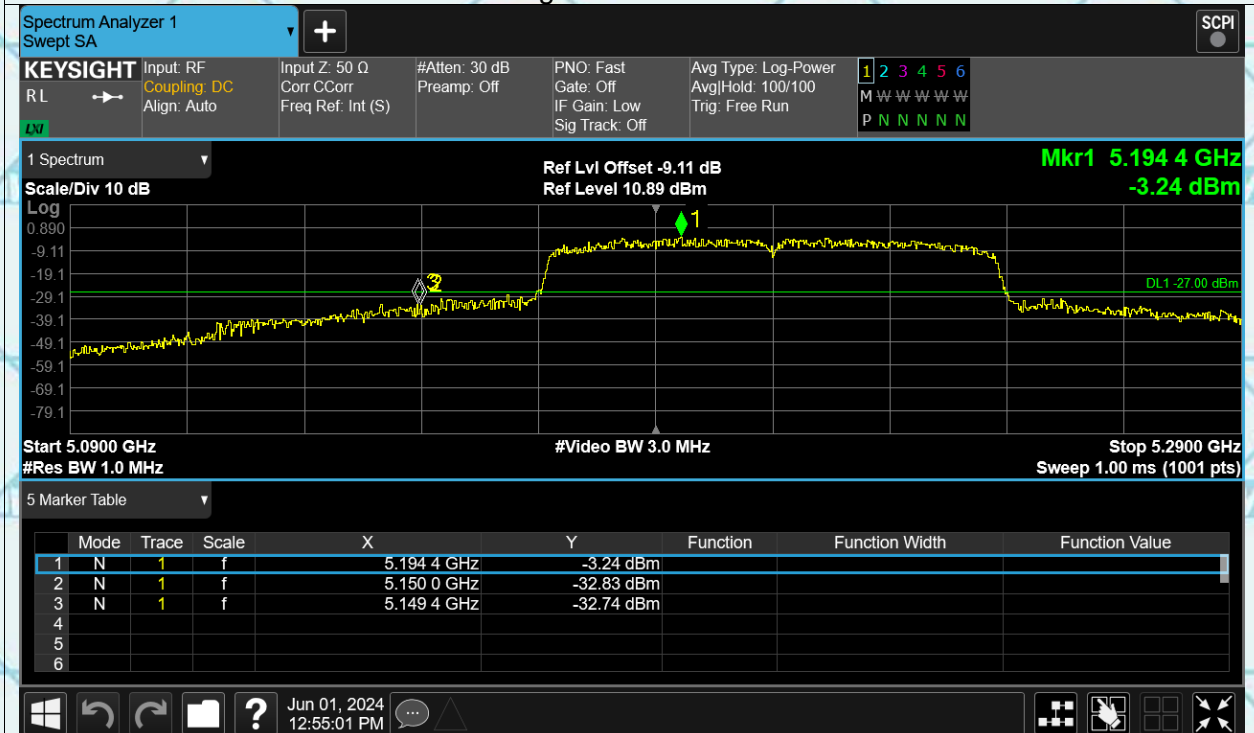 Spectrum Analyzer 1
Swept SA
+
SCPI
KEYSIGHT
RL
LXI
Input: RF
Coupling: DC
Align: Auto
Input Z: 50 Ω
Corr CCorr
Freq Ref: Int (S)
#Atten: 30 dB
Preamp: Off
PNO: Fast
Gate: Off
IF Gain: Low
Sig Track: Off
Avg Type: Log-Power
Avg|Hold: 100/100
Trig: Free Run
1 2 3 4 5 6
M W W W W W W
P N N N N N N
1 Spectrum
Scale/Div 10 dB
Ref Lvl Offset -9.11 dB
Ref Level 10.89 dBm
Mkr1 5.194 4 GHz
-3.24 dBm
Log
0.890
-9.11
-19.1
-29.1
-39.1
-49.1
-59.1
-69.1
-79.1
1
DL1 -27.00 dBm
Start 5.0900 GHz
#Video BW 3.0 MHz
Stop 5.2900 GHz
#Res BW 1.0 MHz
Sweep 1.00 ms (1001 pts)
5 Marker Table
Mode Trace Scale X Y Function Function Width Function Value
1 N 1 f 5.194 4 GHz -3.24 dBm
2 N 1 f 5.150 0 GHz -32.83 dBm
3 N 1 f 5.149 4 GHz -32.74 dBm
4
5
6
?
Jun 01, 2024
12:55:01 PM